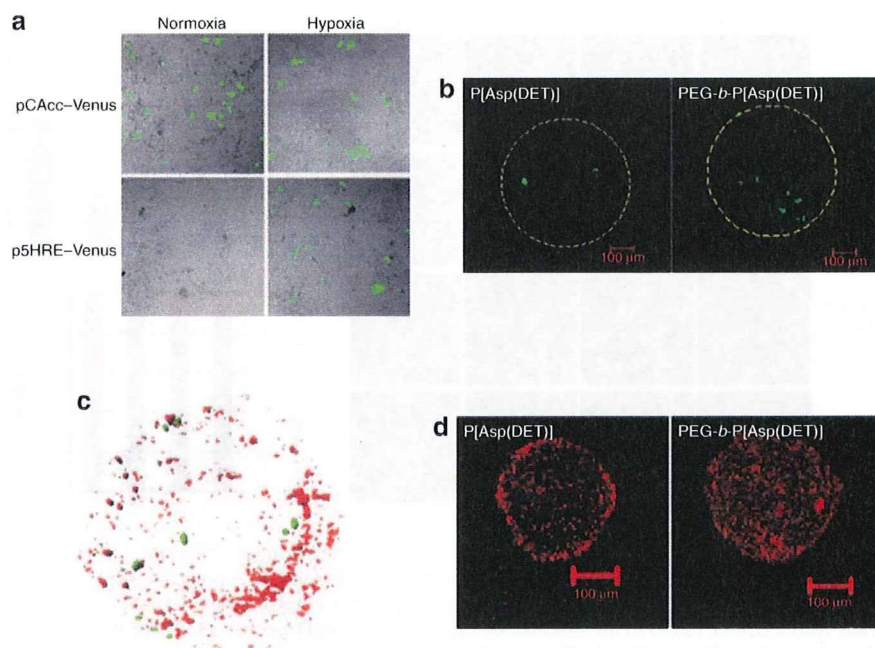 a
Normoxia Hypoxia
pCAcc–Venus
p5HRE–Venus
b
P[Asp(DET)] PEG-b-P[Asp(DET)]
100 µm 100 µm
c
d
P[Asp(DET)] PEG-b-P[Asp(DET)]
100 µm 100 µm